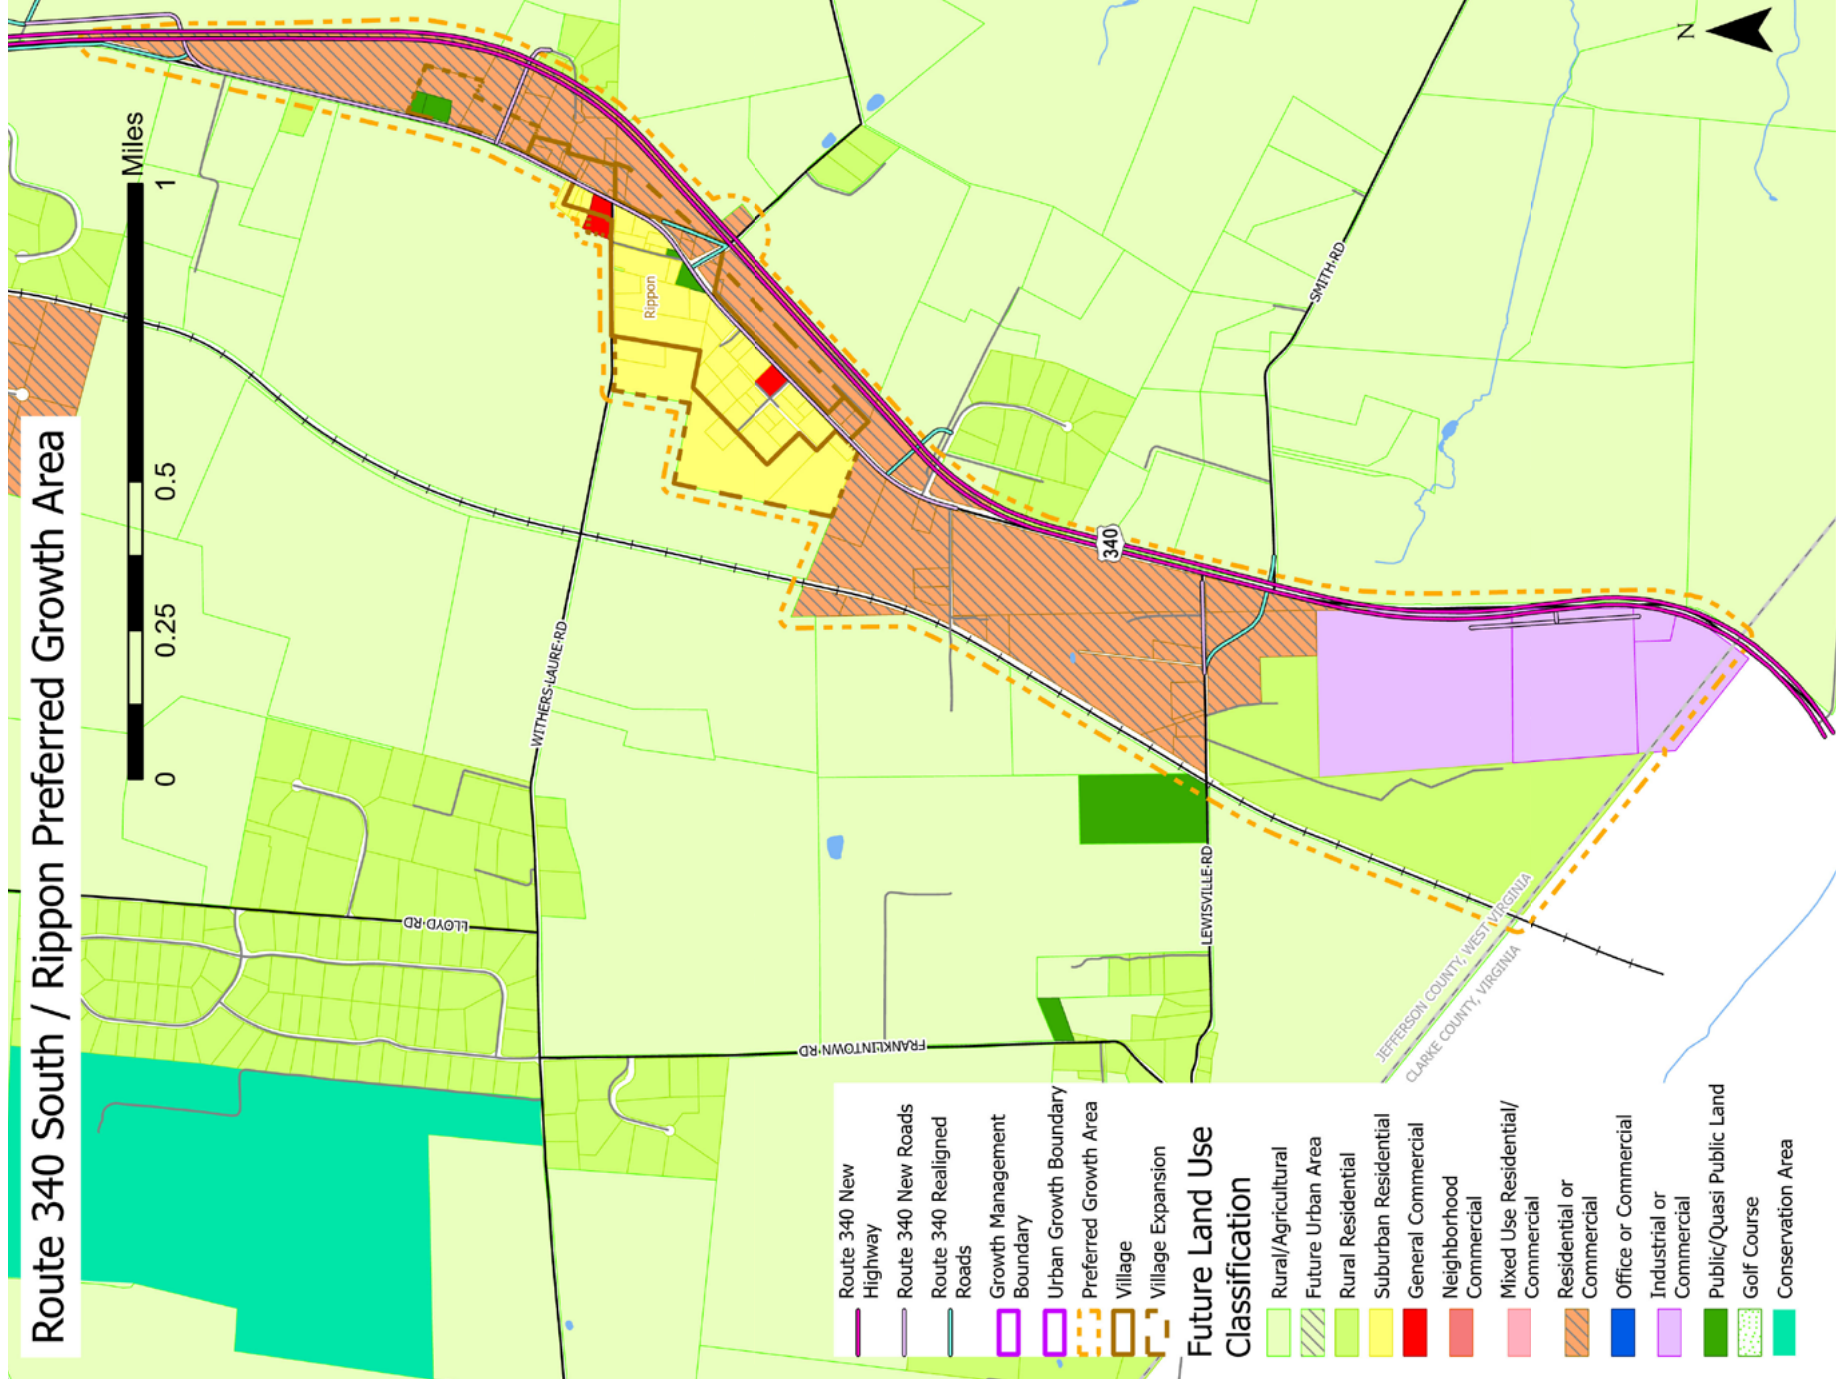 Route 340 South / Rippon Preferred Growth Area
0
0.25
0.5
1
Miles
N
Rippon
WITHERS-LAURE-RD
LLOYD-RD
FRANKLINTOWN-RD
LEWISVILLE-RD
SMITH-RD
340
JEFFERSON COUNTY, WEST VIRGINIA
CLARKE COUNTY, VIRGINIA
Route 340 New
Highway
Route 340 New Roads
Route 340 Realigned
Roads
Growth Management
Boundary
Urban Growth Boundary
Preferred Growth Area
Village
Village Expansion
Future Land Use
Classification
Rural/Agricultural
Future Urban Area
Rural Residential
Suburban Residential
General Commercial
Neighborhood
Commercial
Mixed Use Residential/
Commercial
Residential or
Commercial
Office or Commercial
Industrial or
Commercial
Public/Quasi Public Land
Golf Course
Conservation Area